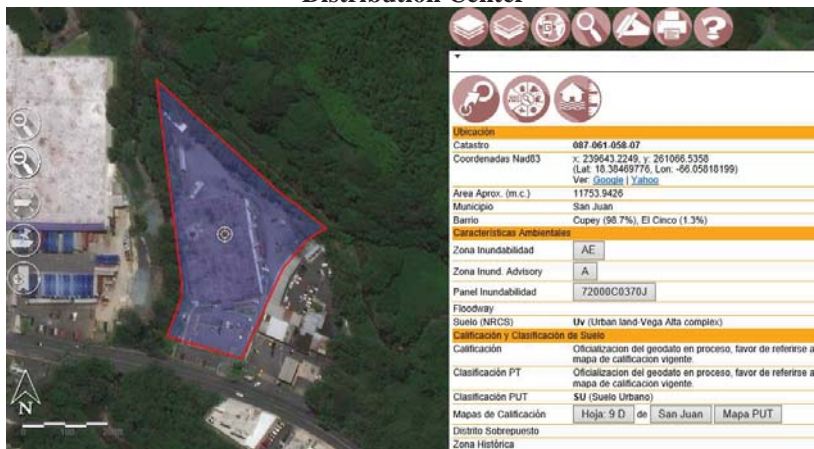 Distribution Center
Ubicación
Catastro 087-061-058-07
Coordenadas Nad83 x: 239643.2249, y: 261066.5358
(Lat: 18.38469776, Lon: -66.05818199)
Ver: Google | Yahoo
Area Aprox. (m.c.) 11753.9426
Municipio San Juan
Barrio Cupey (98.7%), El Cinco (1.3%)
Características Ambientales
Zona Inundabilidad AE
Zona Inund. Advisory A
Panel Inundabilidad 72000C0370J
Floodway
Suelo (NRCS) Uv (Urban land-Vega Alta complex)
Calificación y Clasificación de Suelo
Calificación Oficializacion del geodato en proceso, favor de referirse a
mapa de calificacion vigente.
Clasificación PT Oficializacion del geodato en proceso, favor de referirse a
mapa de calificacion vigente.
Clasificación PUT SU (Suelo Urbano)
Mapas de Calificación Hoja: 9 D de San Juan Mapa PUT
Distrito Sobrepuesto
Zona Histórica
N